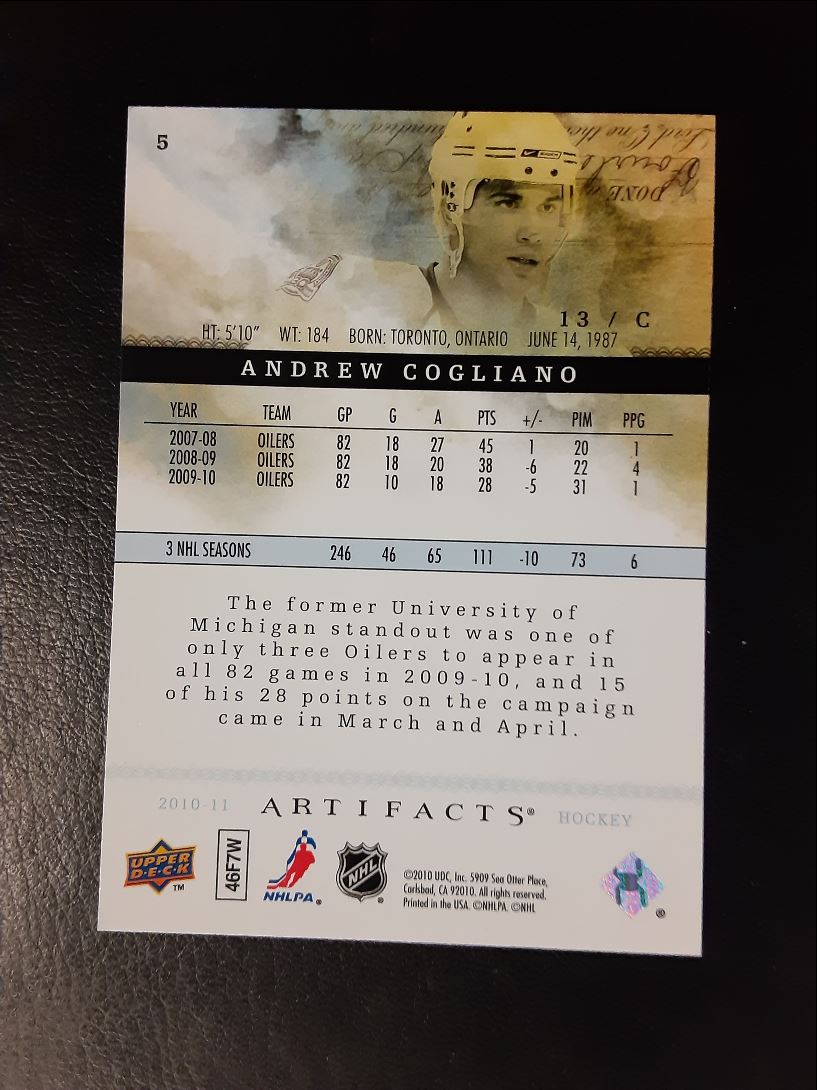 5
13 / C
HT: 5'10" WT: 184 BORN: TORONTO, ONTARIO JUNE 14, 1987
ANDREW COGLIANO
YEAR TEAM GP G A PTS +/- PIM PPG
2007-08 OILERS 82 18 27 45 1 20 1
2008-09 OILERS 82 18 20 38 -6 22 4
2009-10 OILERS 82 10 18 28 -5 31 1
3 NHL SEASONS 246 46 65 111 -10 73 6
The former University of
Michigan standout was one of
only three Oilers to appear in
all 82 games in 2009-10, and 15
of his 28 points on the campaign
came in March and April.
2010-11 ARTIFACTS® HOCKEY
UPPER DECK™
46F7W
NHLPA®
NHL®
©2010 UDC, Inc. 5909 Sea Otter Place,
Carlsbad, CA 92010. All rights reserved.
Printed in the USA. ©NHLPA. ©NHL
®